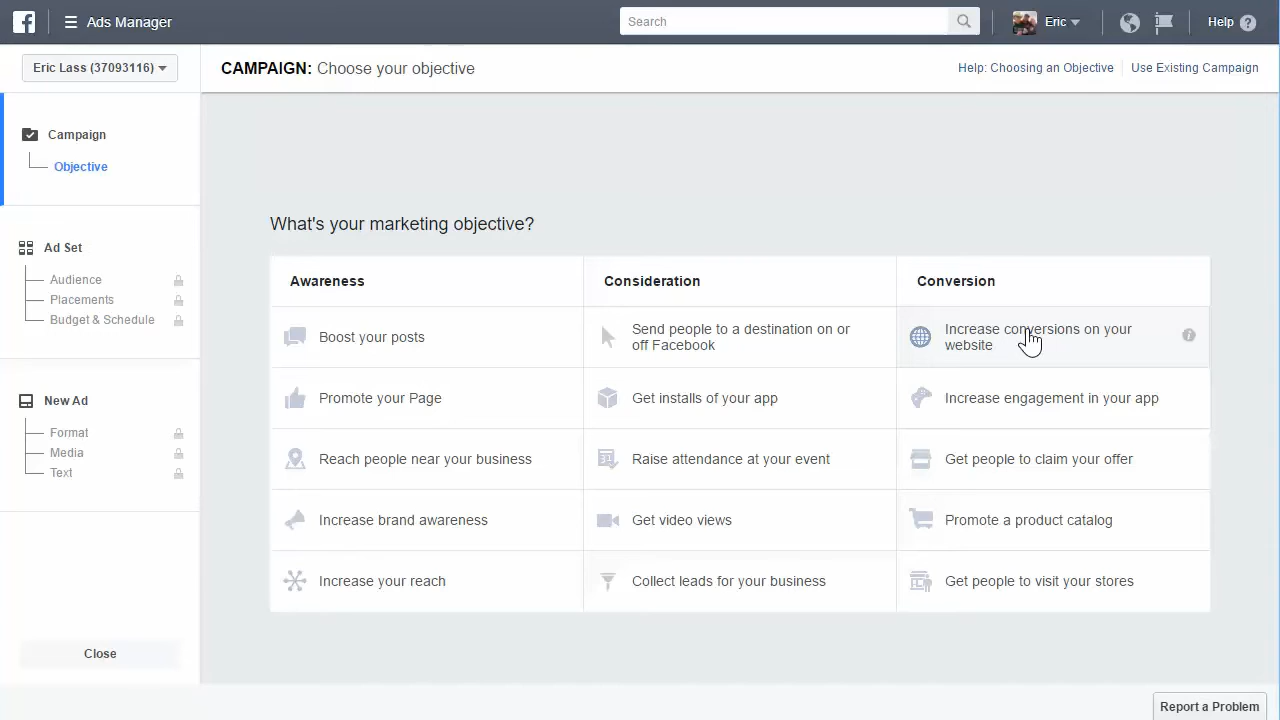 f
Ads Manager
Search
Eric
Help ?
Eric Lass (37093116)
CAMPAIGN: Choose your objective
Help: Choosing an Objective
Use Existing Campaign
Campaign
Objective
Ad Set
Audience
Placements
Budget & Schedule
New Ad
Format
Media
Text
Close
What's your marketing objective?
Awareness
Consideration
Conversion
Boost your posts
Send people to a destination on or
off Facebook
Increase conversions on your
website
i
Promote your Page
Get installs of your app
Increase engagement in your app
Reach people near your business
31
Raise attendance at your event
Get people to claim your offer
Increase brand awareness
Get video views
Promote a product catalog
Increase your reach
Collect leads for your business
Get people to visit your stores
Report a Problem